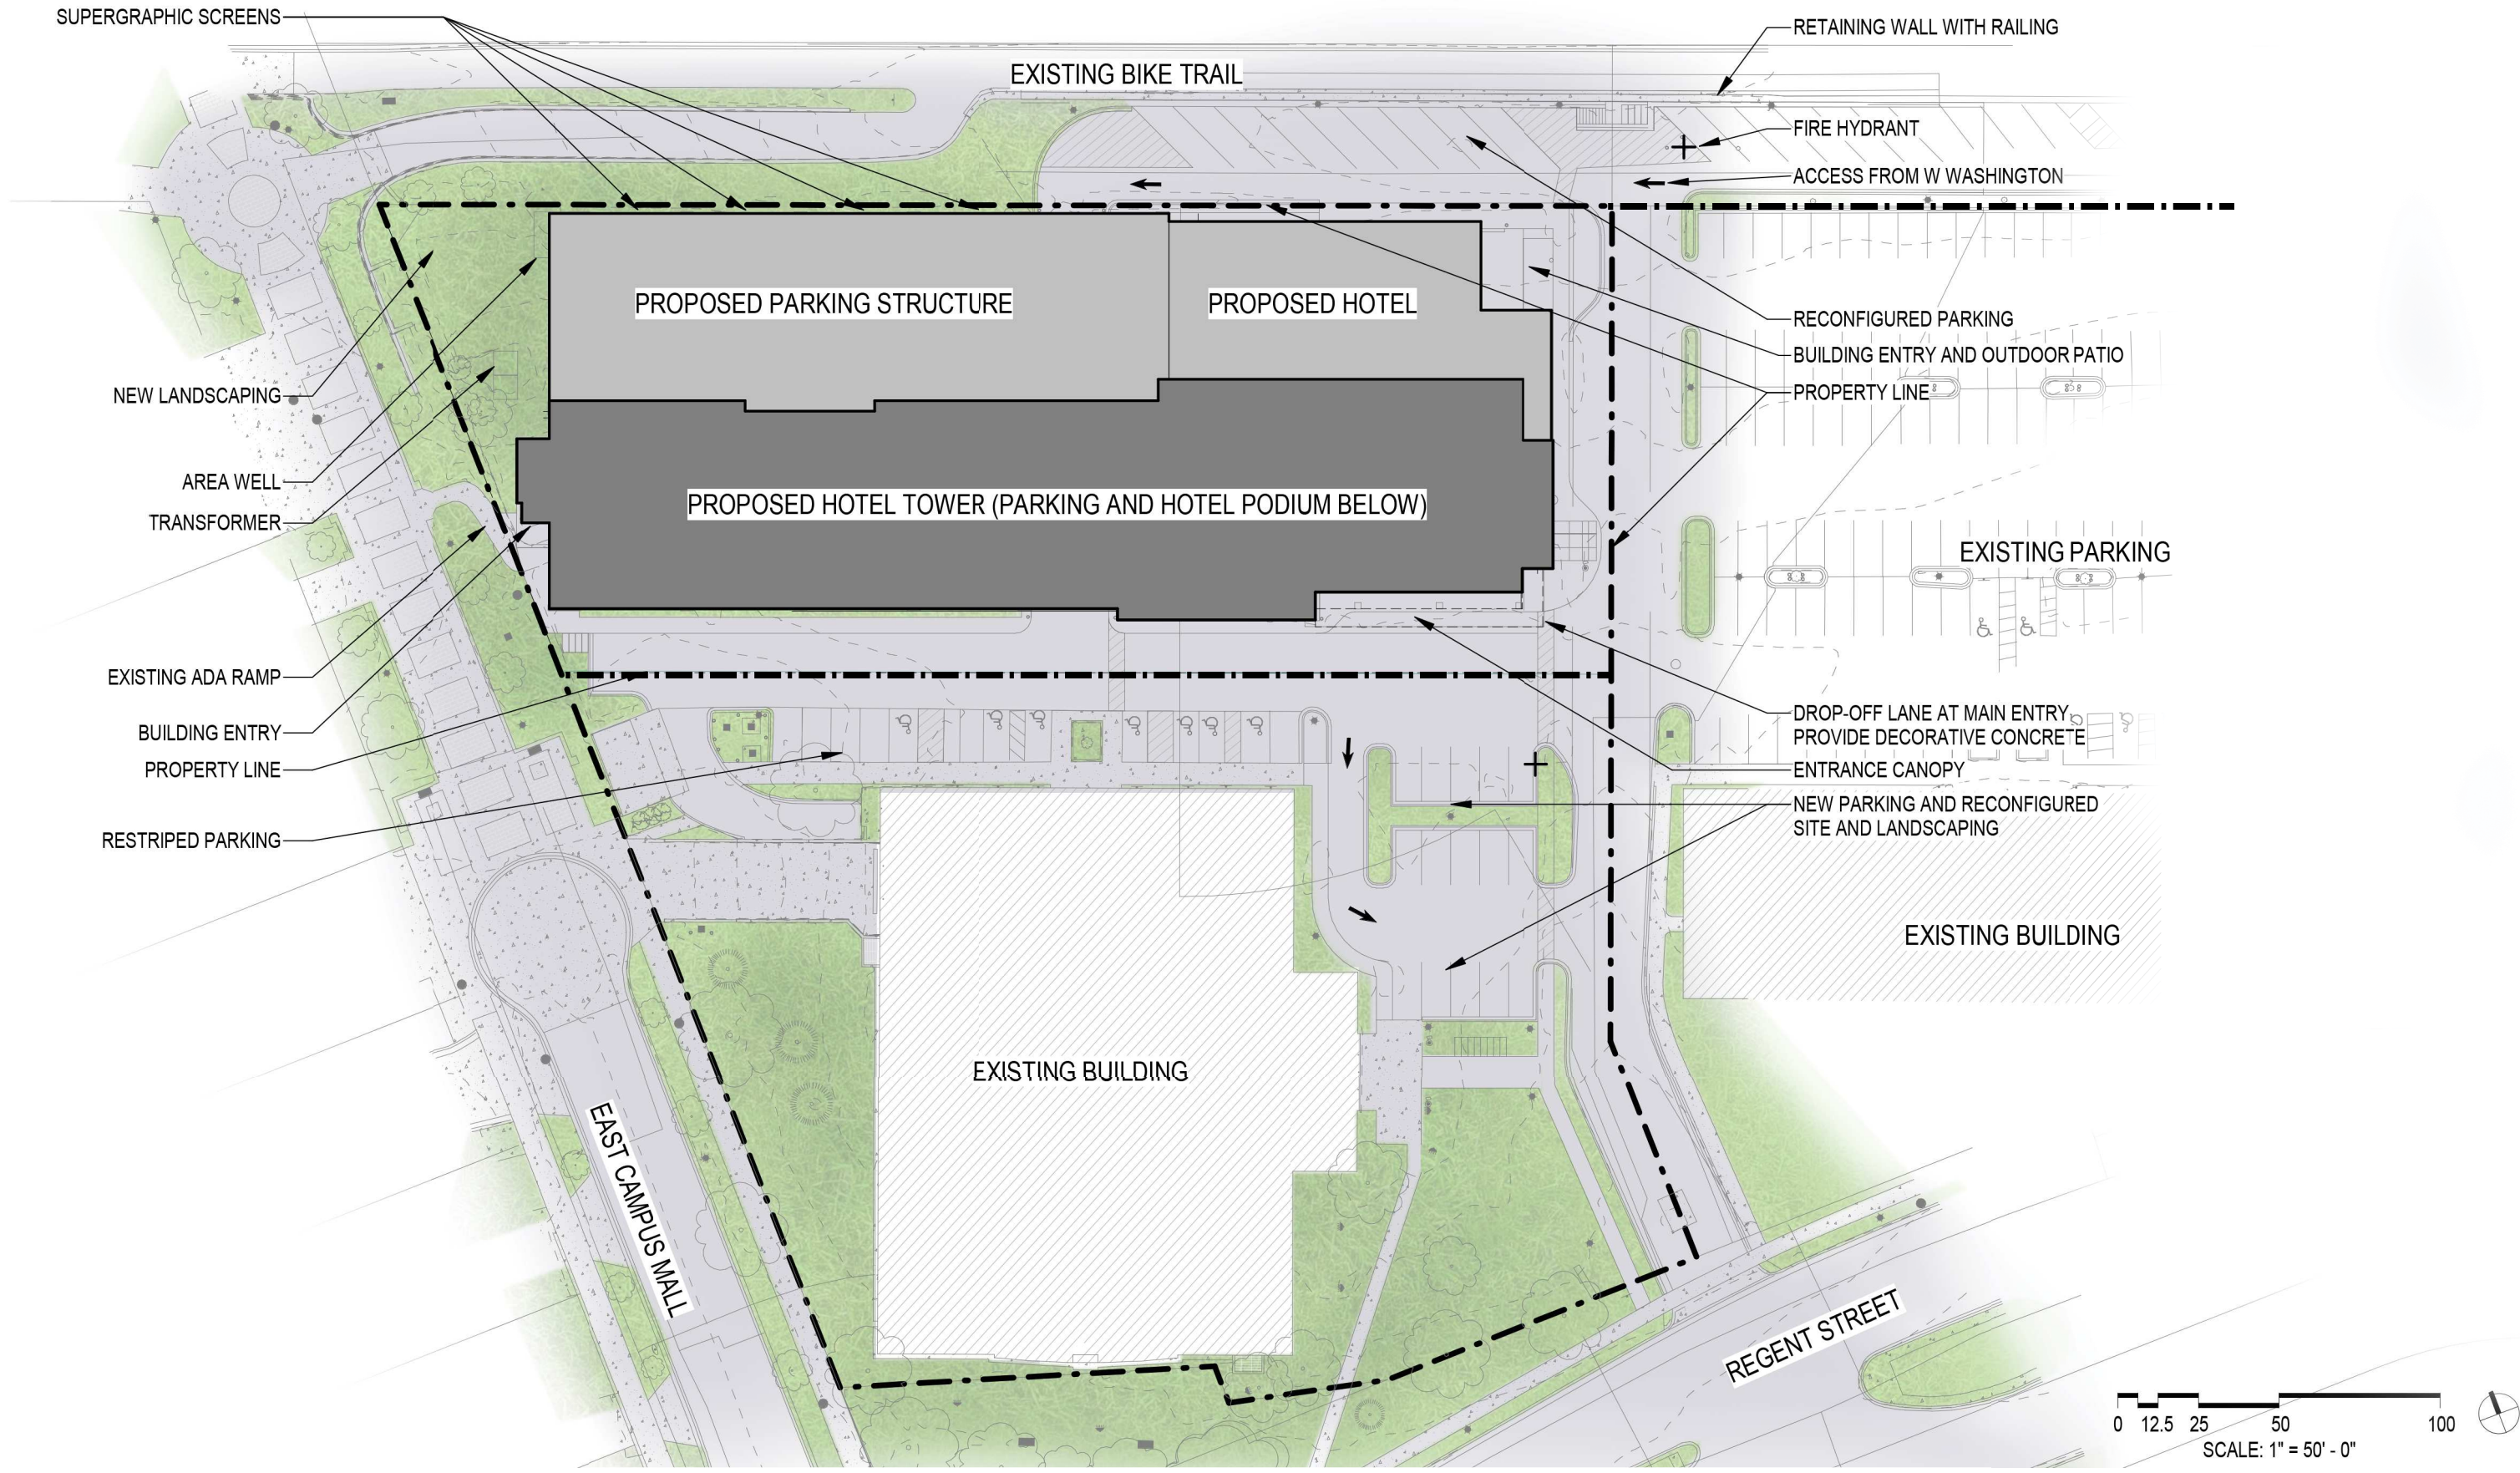 SUPERGRAPHIC SCREENS
RETAINING WALL WITH RAILING
EXISTING BIKE TRAIL
FIRE HYDRANT
ACCESS FROM W WASHINGTON
PROPOSED PARKING STRUCTURE
PROPOSED HOTEL
RECONFIGURED PARKING
BUILDING ENTRY AND OUTDOOR PATIO
PROPERTY LINE
NEW LANDSCAPING
AREA WELL
TRANSFORMER
PROPOSED HOTEL TOWER (PARKING AND HOTEL PODIUM BELOW)
EXISTING PARKING
EXISTING ADA RAMP
BUILDING ENTRY
PROPERTY LINE
RESTRIPED PARKING
DROP-OFF LANE AT MAIN ENTRY
PROVIDE DECORATIVE CONCRETE
ENTRANCE CANOPY
NEW PARKING AND RECONFIGURED
SITE AND LANDSCAPING
EXISTING BUILDING
EXISTING BUILDING
EAST CAMPUS MALL
REGENT STREET
0 12.5 25 50 100
SCALE: 1" = 50' - 0"